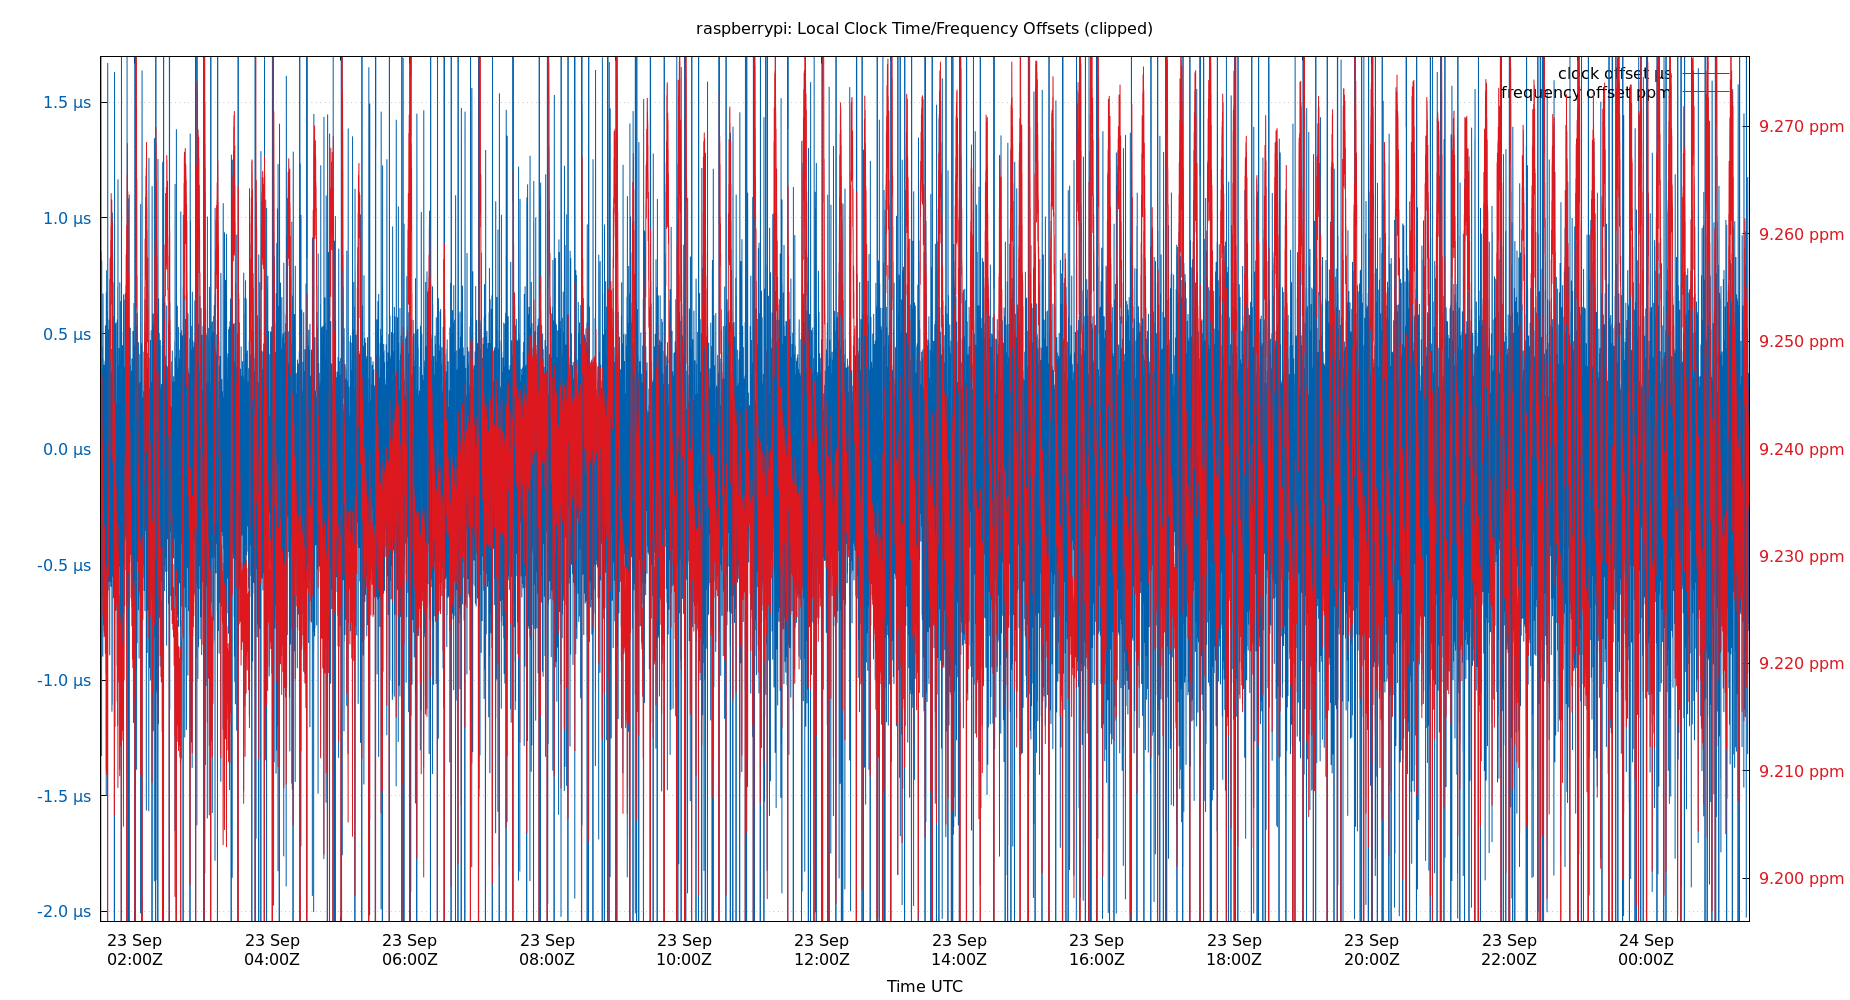 raspberrypi: Local Clock Time/Frequency Offsets (clipped)
clock offset µs
frequency offset ppm
1.5 µs
1.0 µs
0.5 µs
0.0 µs
-0.5 µs
-1.0 µs
-1.5 µs
-2.0 µs
9.270 ppm
9.260 ppm
9.250 ppm
9.240 ppm
9.230 ppm
9.220 ppm
9.210 ppm
9.200 ppm
23 Sep 23 Sep 23 Sep 23 Sep 23 Sep 23 Sep 23 Sep 23 Sep 23 Sep 23 Sep 23 Sep 24 Sep
02:00Z 04:00Z 06:00Z 08:00Z 10:00Z 12:00Z 14:00Z 16:00Z 18:00Z 20:00Z 22:00Z 00:00Z
Time UTC